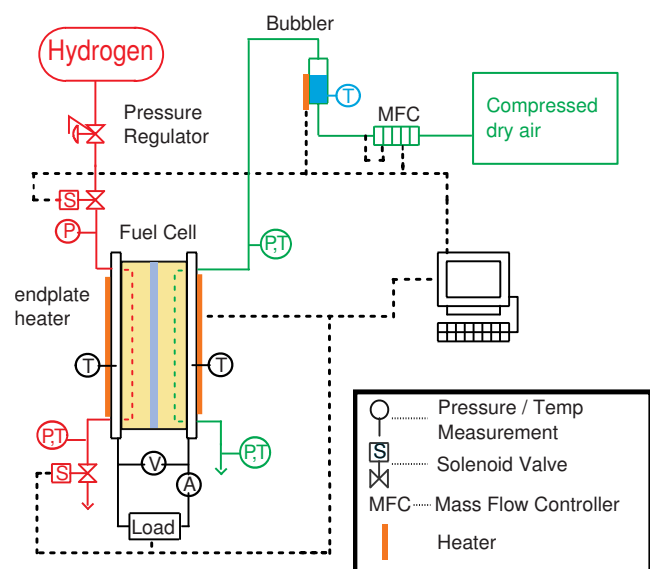 Bubbler
Hydrogen
T
MFC
Compressed
dry air
Pressure
Regulator
S
P
Fuel Cell
P,T
endplate
heater
T
T
P,T
P,T
V
S
A
Load
Pressure / Temp
Measurement
S
Solenoid Valve
MFC
Mass Flow Controller
Heater